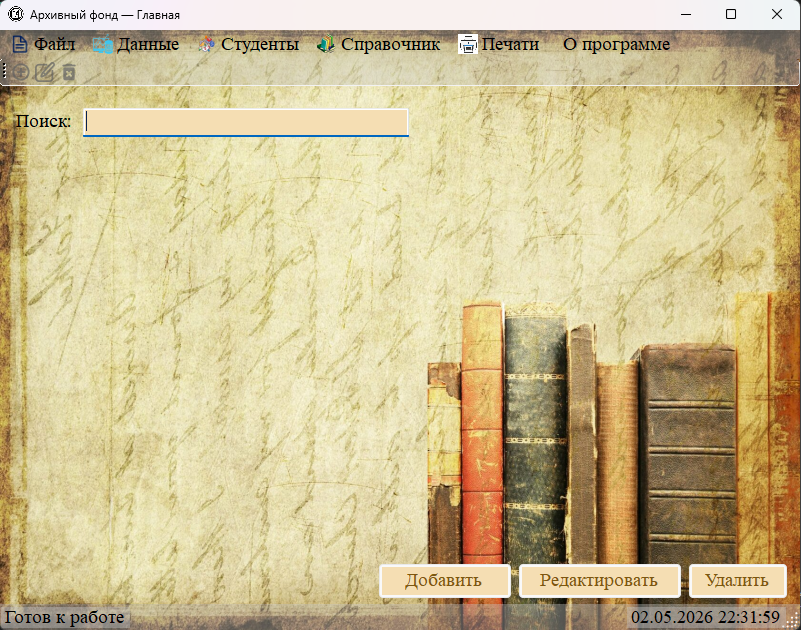 Архивный фонд — Главная
Файл Данные Студенты Справочник Печати О программе
Поиск:
Добавить Редактировать Удалить
Готов к работе 02.05.2026 22:31:59